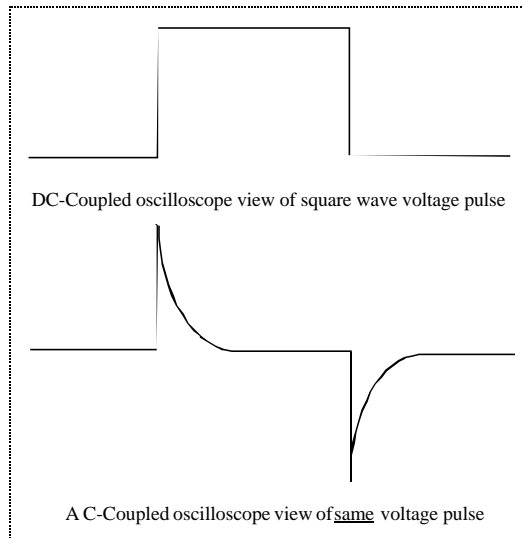 DC-Coupled oscilloscope view of square wave voltage pulse
A C-Coupled oscilloscope view of same voltage pulse